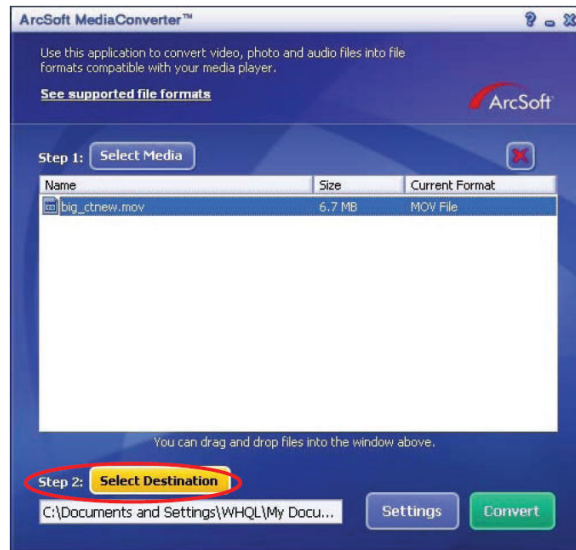 ArcSoft MediaConverter™
Use this application to convert video, photo and audio files into file
formats compatible with your media player.
See supported file formats
ArcSoft
Step 1: Select Media
Name Size Current Format
big_ctnew.mov 6.7 MB MOV File
You can drag and drop files into the window above.
Step 2: Select Destination
C:\Documents and Settings\WHQL\My Docu... Settings Convert